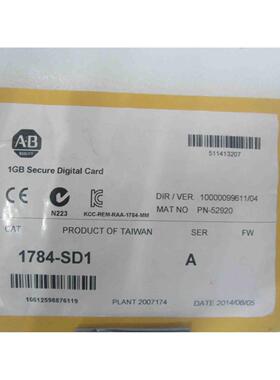 511413207
A-B
1GB Secure Digital Card
N223
KCC-REM-RAA-1784-MM
DIR / VER. 10000099611/04
MAT NO PN-52920
CAT PRODUCT OF TAIWAN SER FW
1784-SD1 A
10612598876119
PLANT 2007174
DATE 2014/08/05